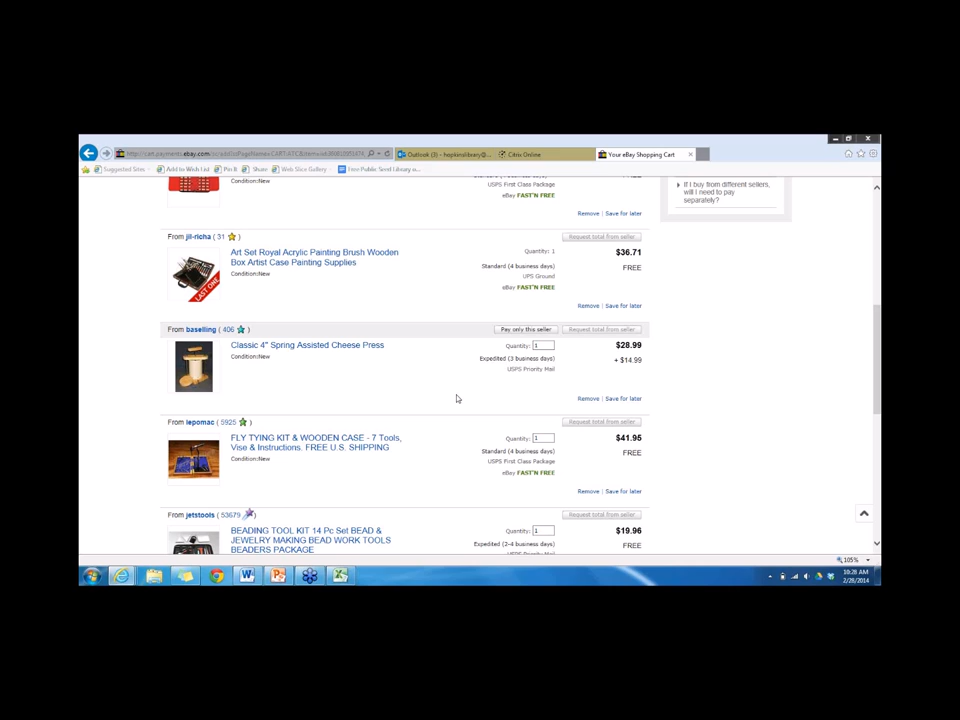 Outlook (3) - hopkinslibrary@...
Citrix Online
Your eBay Shopping Cart
Suggested Sites
Add to Wish List
Pin It
Share
Web Slice Gallery
Free Public Seed Library o...
Condition:New
FREE
USPS First Class Package
eBay FAST'N FREE
Remove | Save for later
If I buy from different sellers,
will I need to pay
separately?
From jil-richa ( 31 )
Request total from seller
Art Set Royal Acrylic Painting Brush Wooden
Box Artist Case Painting Supplies
Condition:New
LAST ONE
Quantity: 1
$36.71
Standard (4 business days)
FREE
UPS Ground
eBay FAST'N FREE
Remove | Save for later
From baselling ( 406 )
Pay only this seller
Request total from seller
Classic 4" Spring Assisted Cheese Press
Condition:New
Quantity: 1
$28.99
Expedited (3 business days)
+ $14.99
USPS Priority Mail
Remove | Save for later
From lepomac ( 5925 )
Request total from seller
FLY TYING KIT & WOODEN CASE - 7 Tools,
Vise & Instructions. FREE U.S. SHIPPING
Condition:New
Quantity: 1
$41.95
Standard (4 business days)
FREE
USPS First Class Package
eBay FAST'N FREE
Remove | Save for later
From jetstools ( 53679 )
Request total from seller
BEADING TOOL KIT 14 Pc Set BEAD &
JEWELRY MAKING BEAD WORK TOOLS
BEADERS PACKAGE
Quantity: 1
$19.96
Expedited (2-4 business days)
FREE
USPS Priority Mail
105%
10:28 AM
2/28/2014